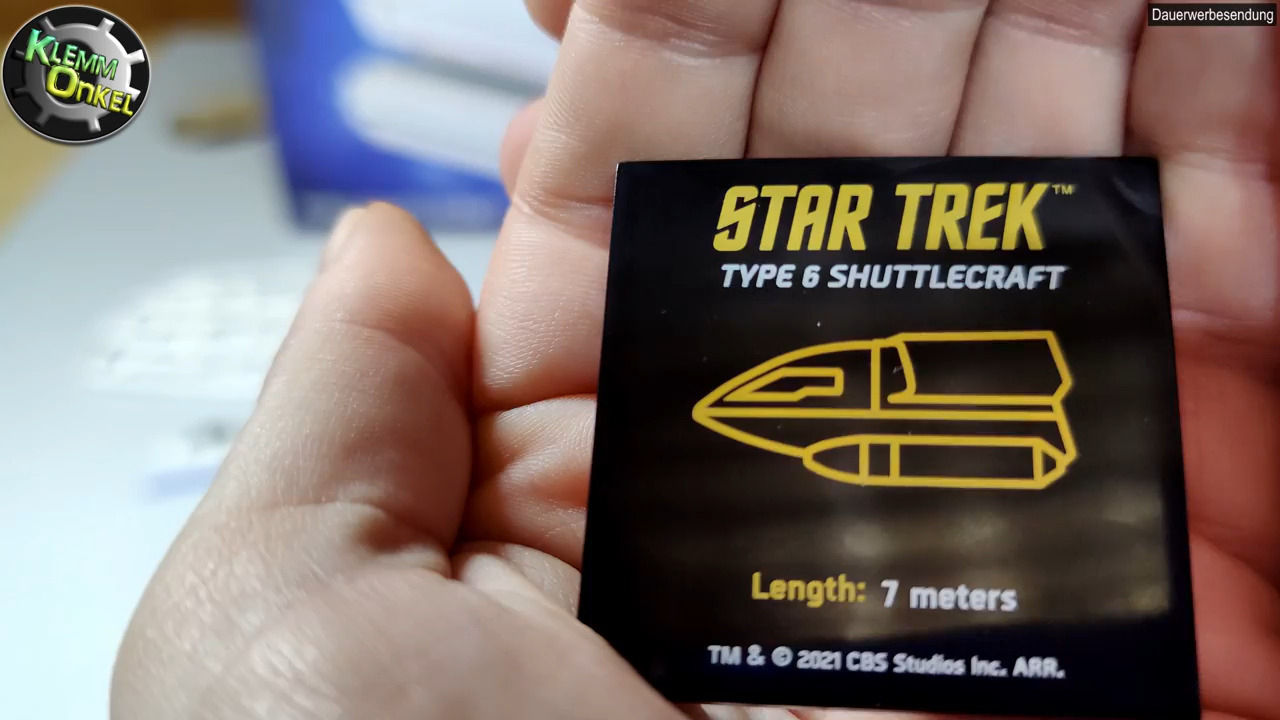 KLEMM
ONKEL
Dauerwerbesendung
STAR TREK™
TYPE 6 SHUTTLECRAFT
Length: 7 meters
TM & © 2021 CBS Studios Inc. ARR.